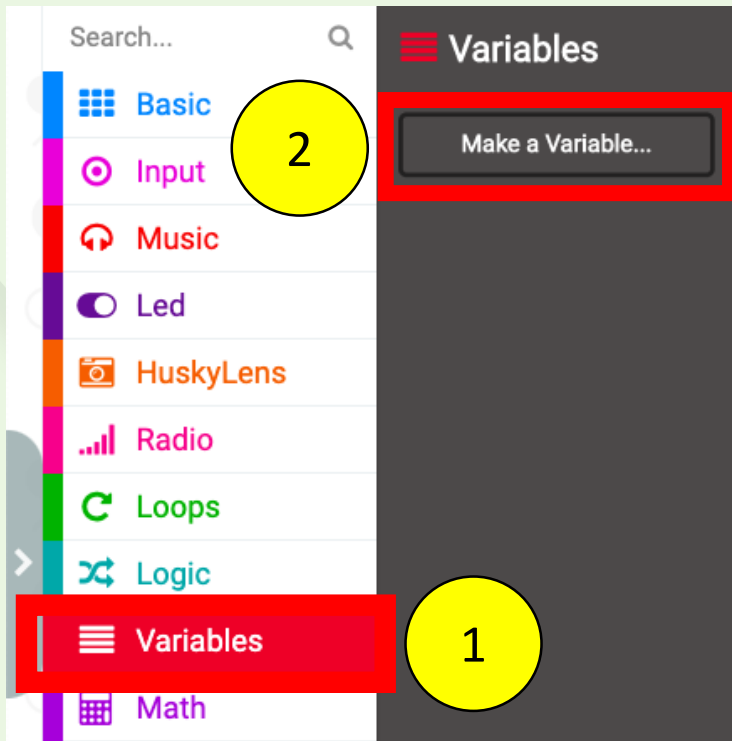 Search...
Basic
Input
Music
Led
HuskyLens
Radio
Loops
Logic
Variables
Math
1
Variables
2
Make a Variable...